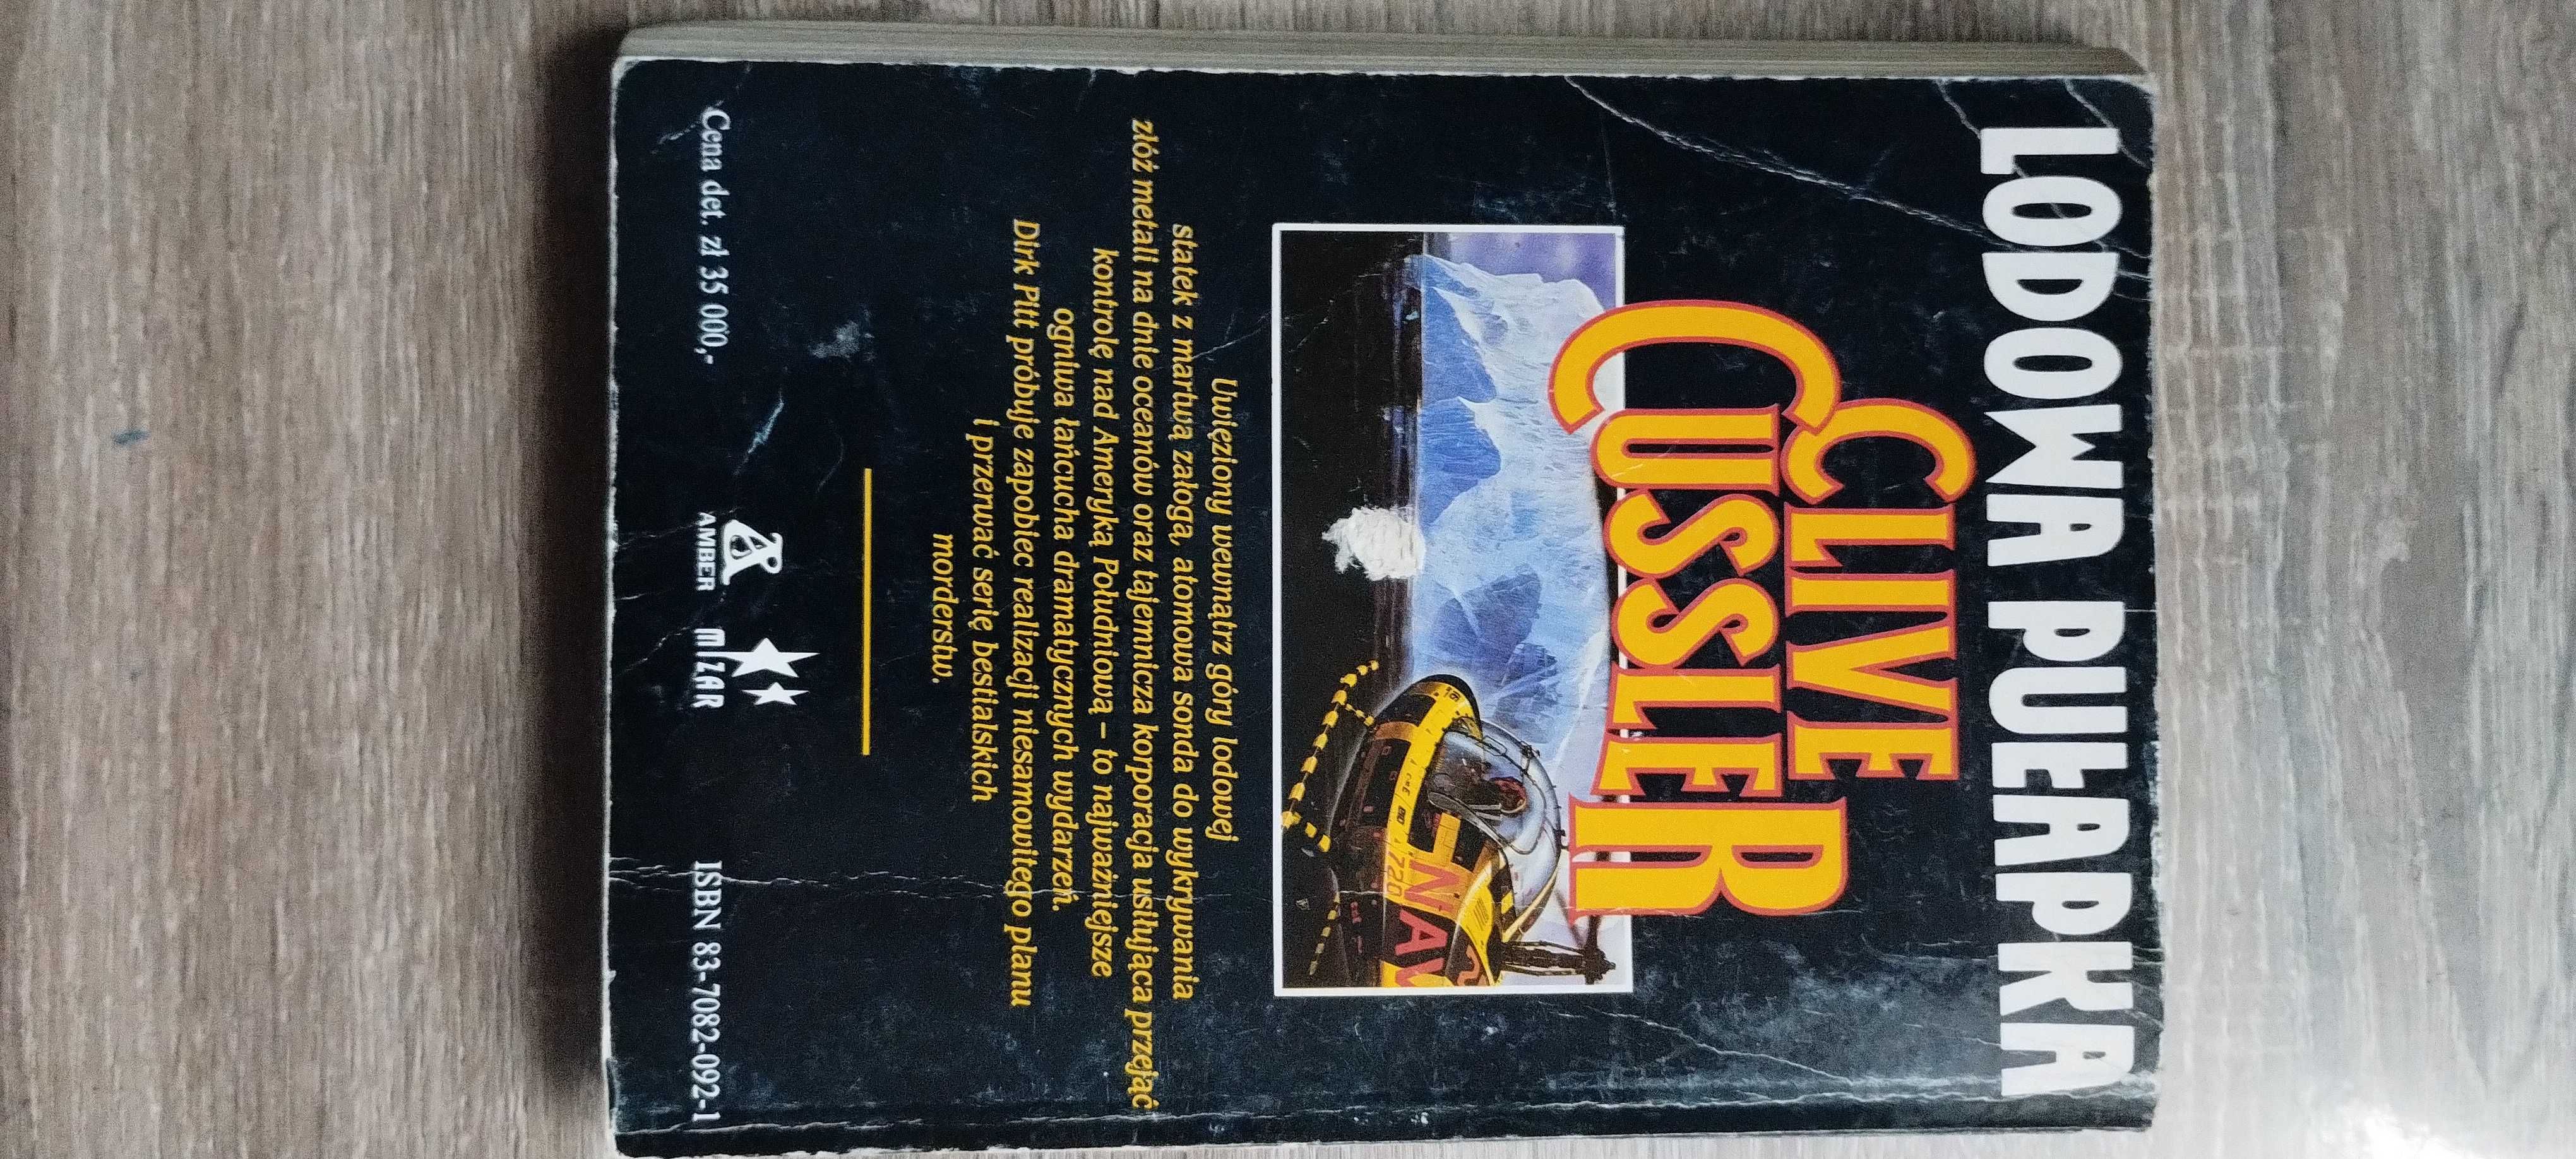 LODOWA PUŁAPKA
CLIVE
CUSSLER
NAV
720
Uwięziony wewnątrz góry lodowej
statek z martwą załogą, atomowa sonda do wykrywania
złóż metali na dnie oceanów oraz tajemnicza korporacja usiłująca przejąć
kontrolę nad Ameryką Południową – to najważniejsze
ogniwa łańcucha dramatycznych wydarzeń.
Dirk Pitt próbuje zapobiec realizacji niesamowitego planu
i przerwać serię bestialskich
morderstw.
Cena det. zł 35 000,-
AMBER
mizAR
ISBN 83-7082-092-1